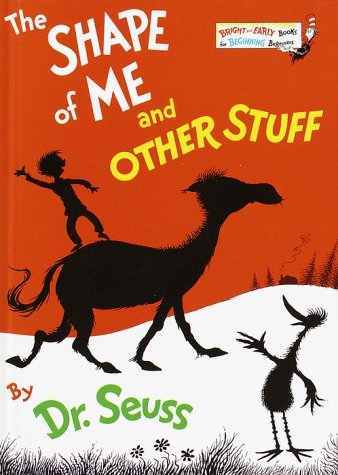 The
SHAPE
of ME
and
OTHER STUFF
BRIGHT and EARLY Books
for BEGINNING Beginners
By
Dr. Seuss